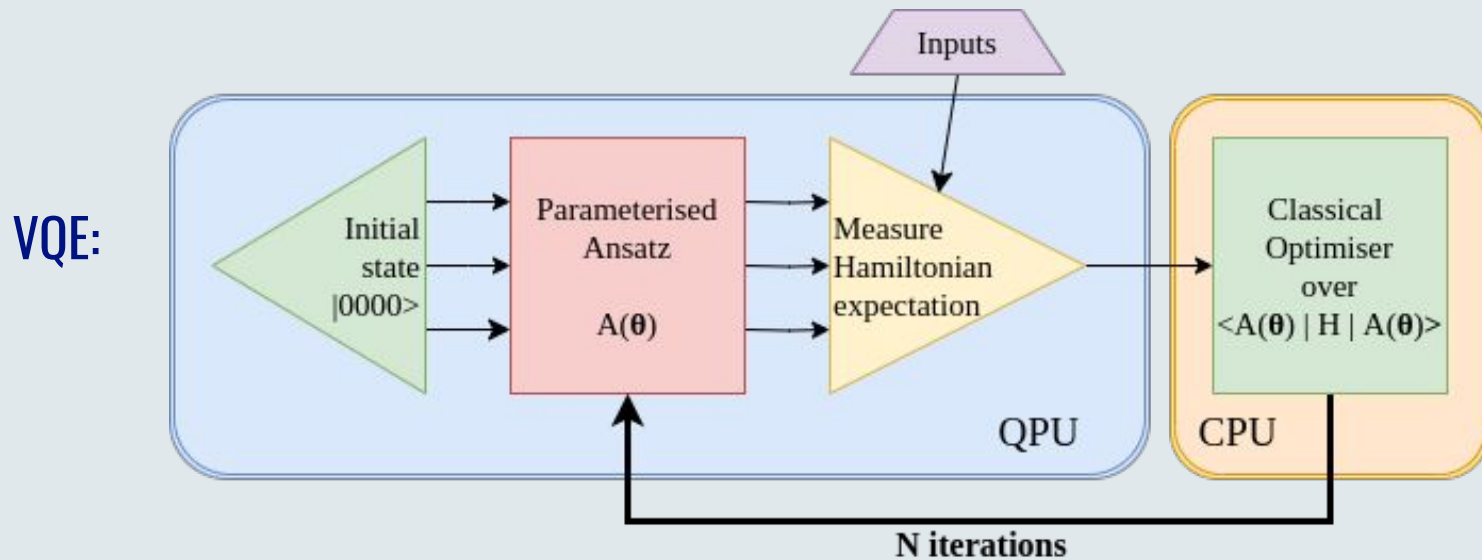 VQE:
Inputs
Initial
state
|0000>
Parameterised
Ansatz
A(θ)
Measure
Hamiltonian
expectation
QPU
Classical
Optimiser
over
<A(θ) | H | A(θ)>
CPU
N iterations